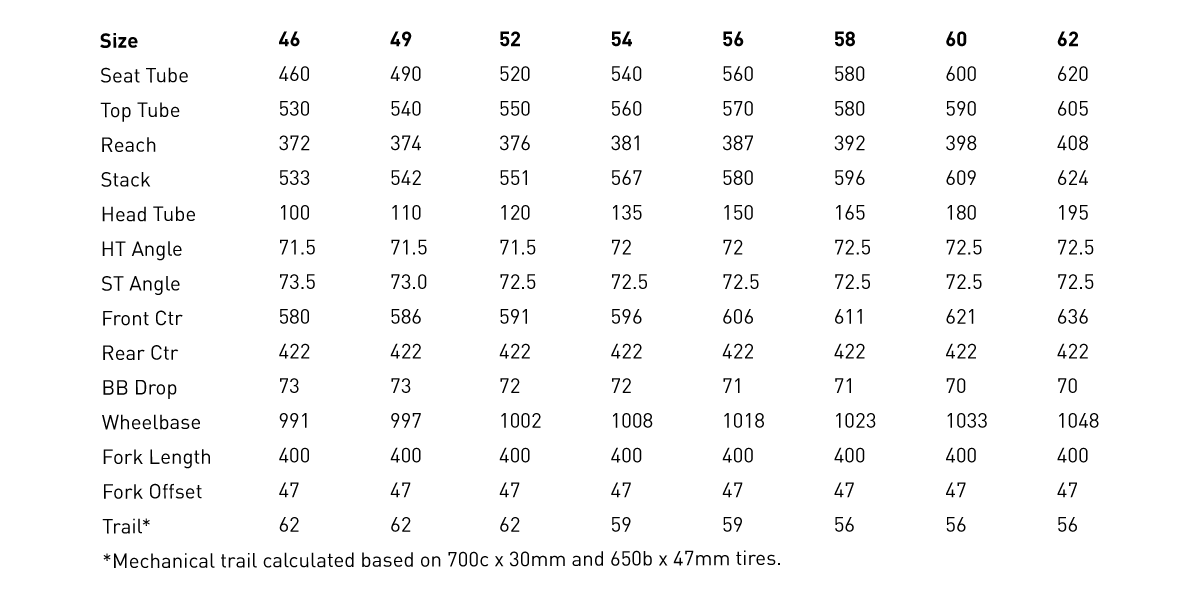 Size 46 49 52 54 56 58 60 62
Seat Tube 460 490 520 540 560 580 600 620
Top Tube 530 540 550 560 570 580 590 605
Reach 372 374 376 381 387 392 398 408
Stack 533 542 551 567 580 596 609 624
Head Tube 100 110 120 135 150 165 180 195
HT Angle 71.5 71.5 71.5 72 72 72.5 72.5 72.5
ST Angle 73.5 73.0 72.5 72.5 72.5 72.5 72.5 72.5
Front Ctr 580 586 591 596 606 611 621 636
Rear Ctr 422 422 422 422 422 422 422 422
BB Drop 73 73 72 72 71 71 70 70
Wheelbase 991 997 1002 1008 1018 1023 1033 1048
Fork Length 400 400 400 400 400 400 400 400
Fork Offset 47 47 47 47 47 47 47 47
Trail* 62 62 62 59 59 56 56 56
*Mechanical trail calculated based on 700c x 30mm and 650b x 47mm tires.